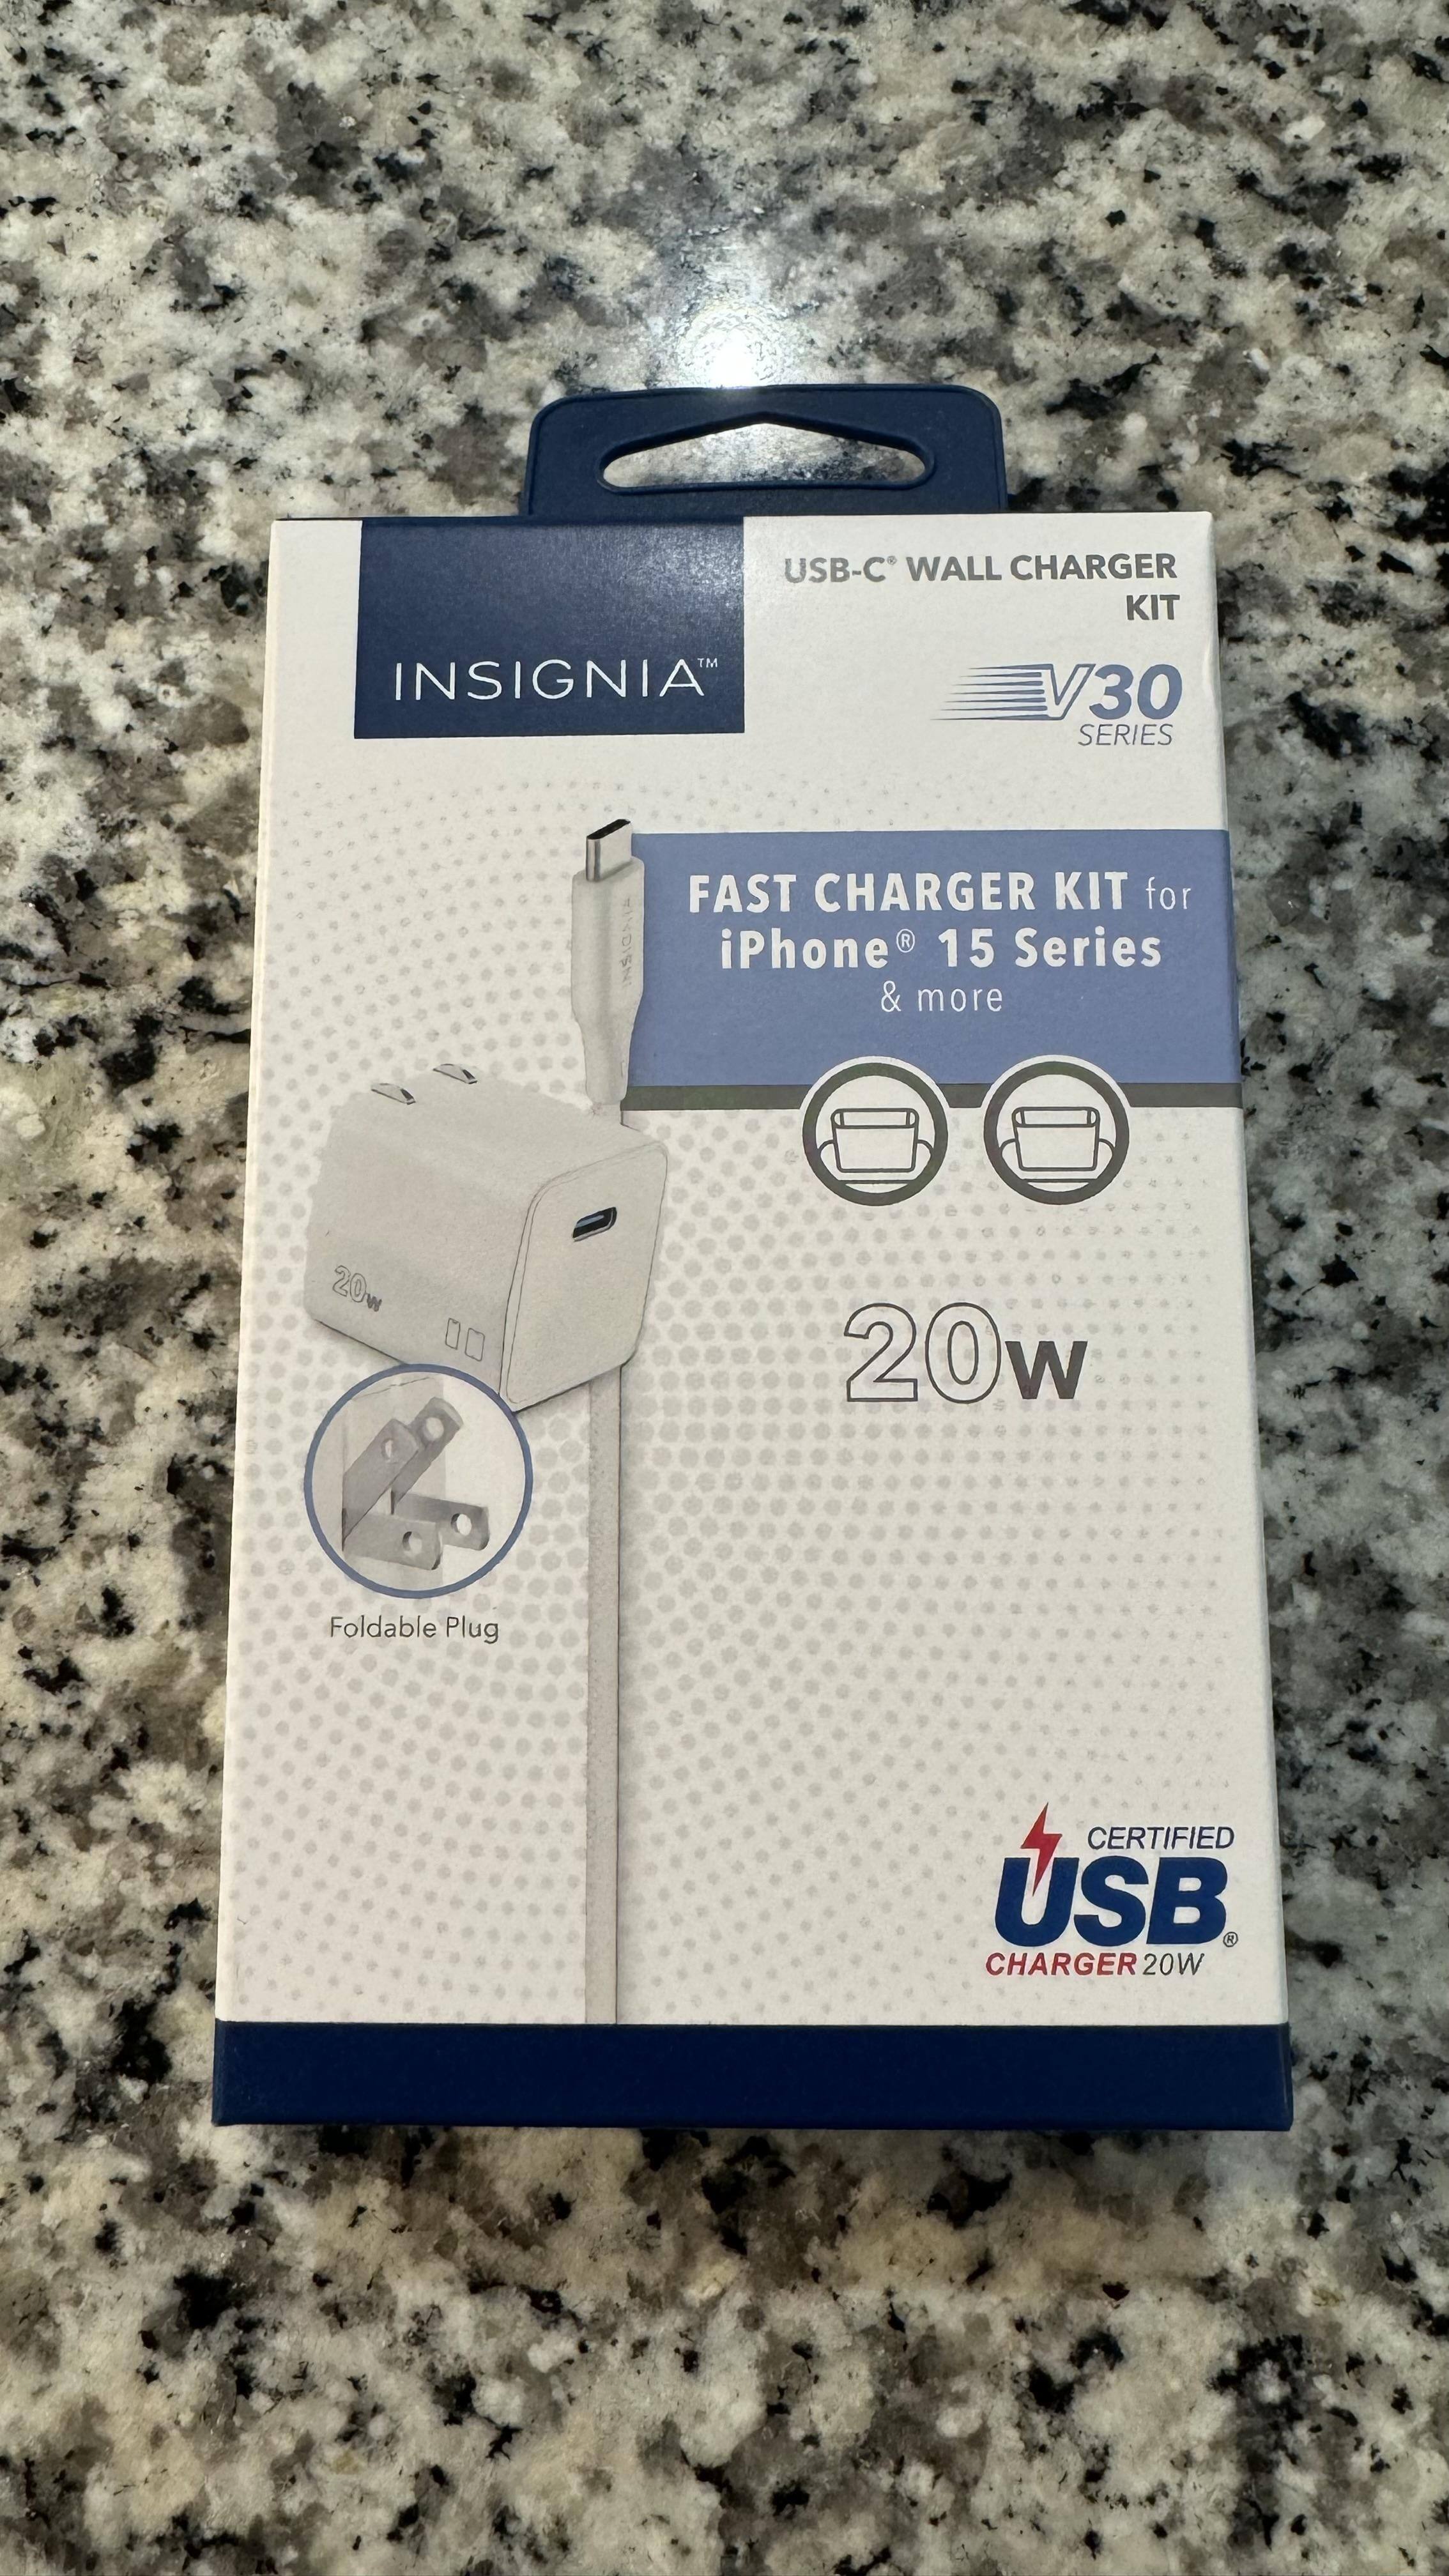 INSIGNIA™
USB-C® WALL CHARGER
KIT
V30
SERIES
FAST CHARGER KIT for
iPhone® 15 Series
& more
INSIGNIA
20w
20w
Foldable Plug
CERTIFIED
USB®
CHARGER 20W